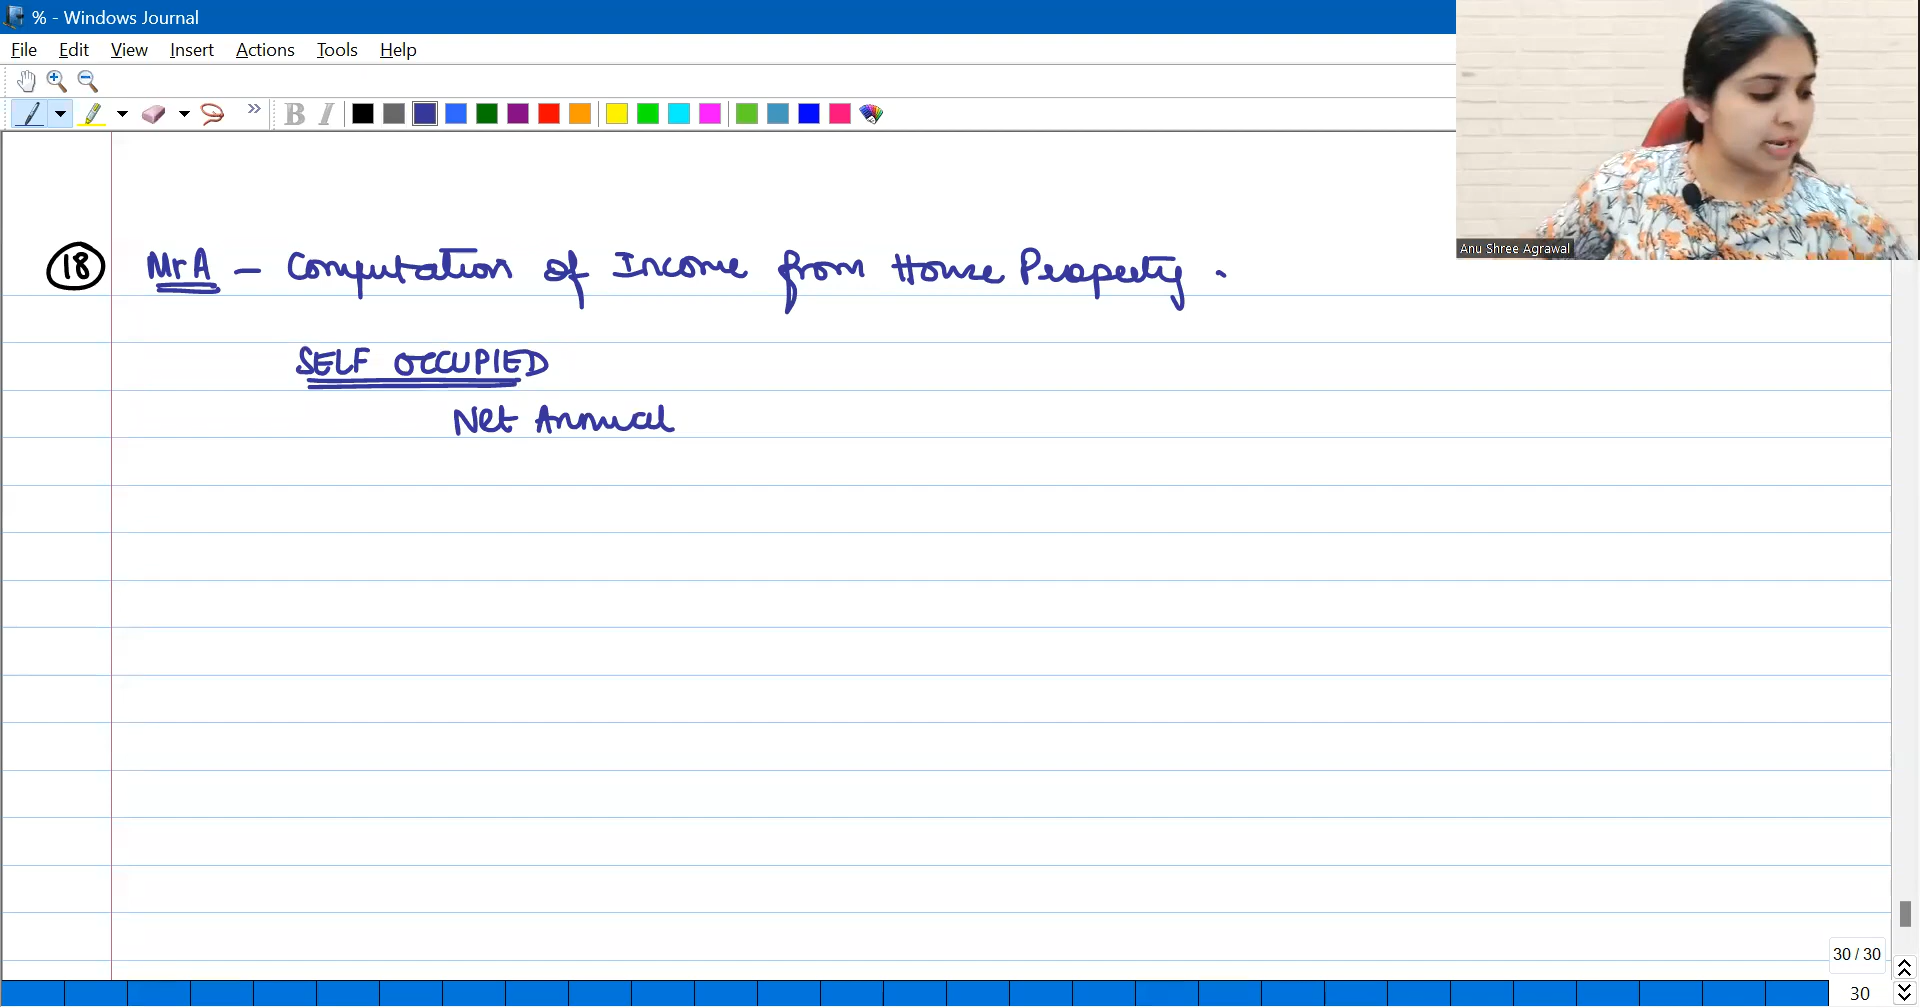 % - Windows Journal
File Edit View Insert Actions Tools Help
B I
Anu Shree Agrawal
18 Mr A - Computation of Income from House Property .
SELF OCCUPIED
Net Annual
30 / 30
30